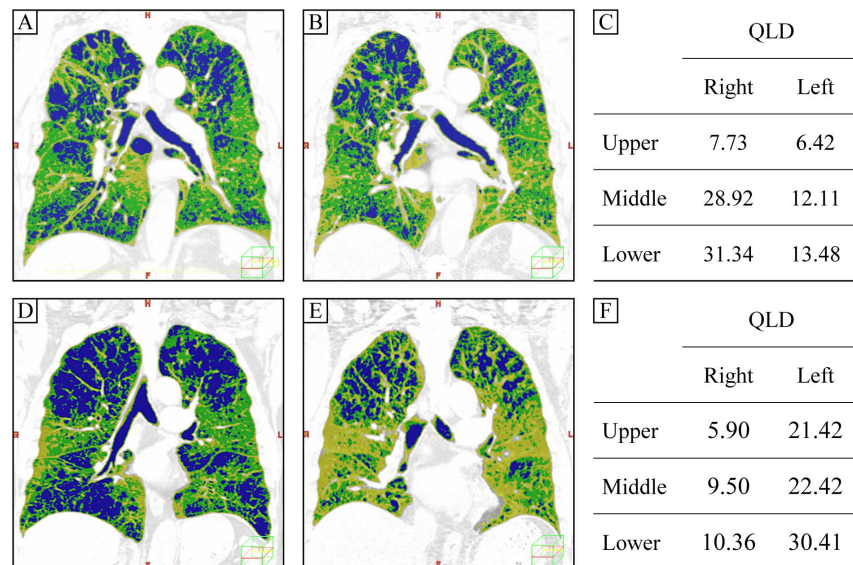 A
H
R
L
F
B
H
R
L
F
C
QLD
Right Left
Upper 7.73 6.42
Middle 28.92 12.11
Lower 31.34 13.48
D
H
R
L
F
E
H
R
L
F
F
QLD
Right Left
Upper 5.90 21.42
Middle 9.50 22.42
Lower 10.36 30.41